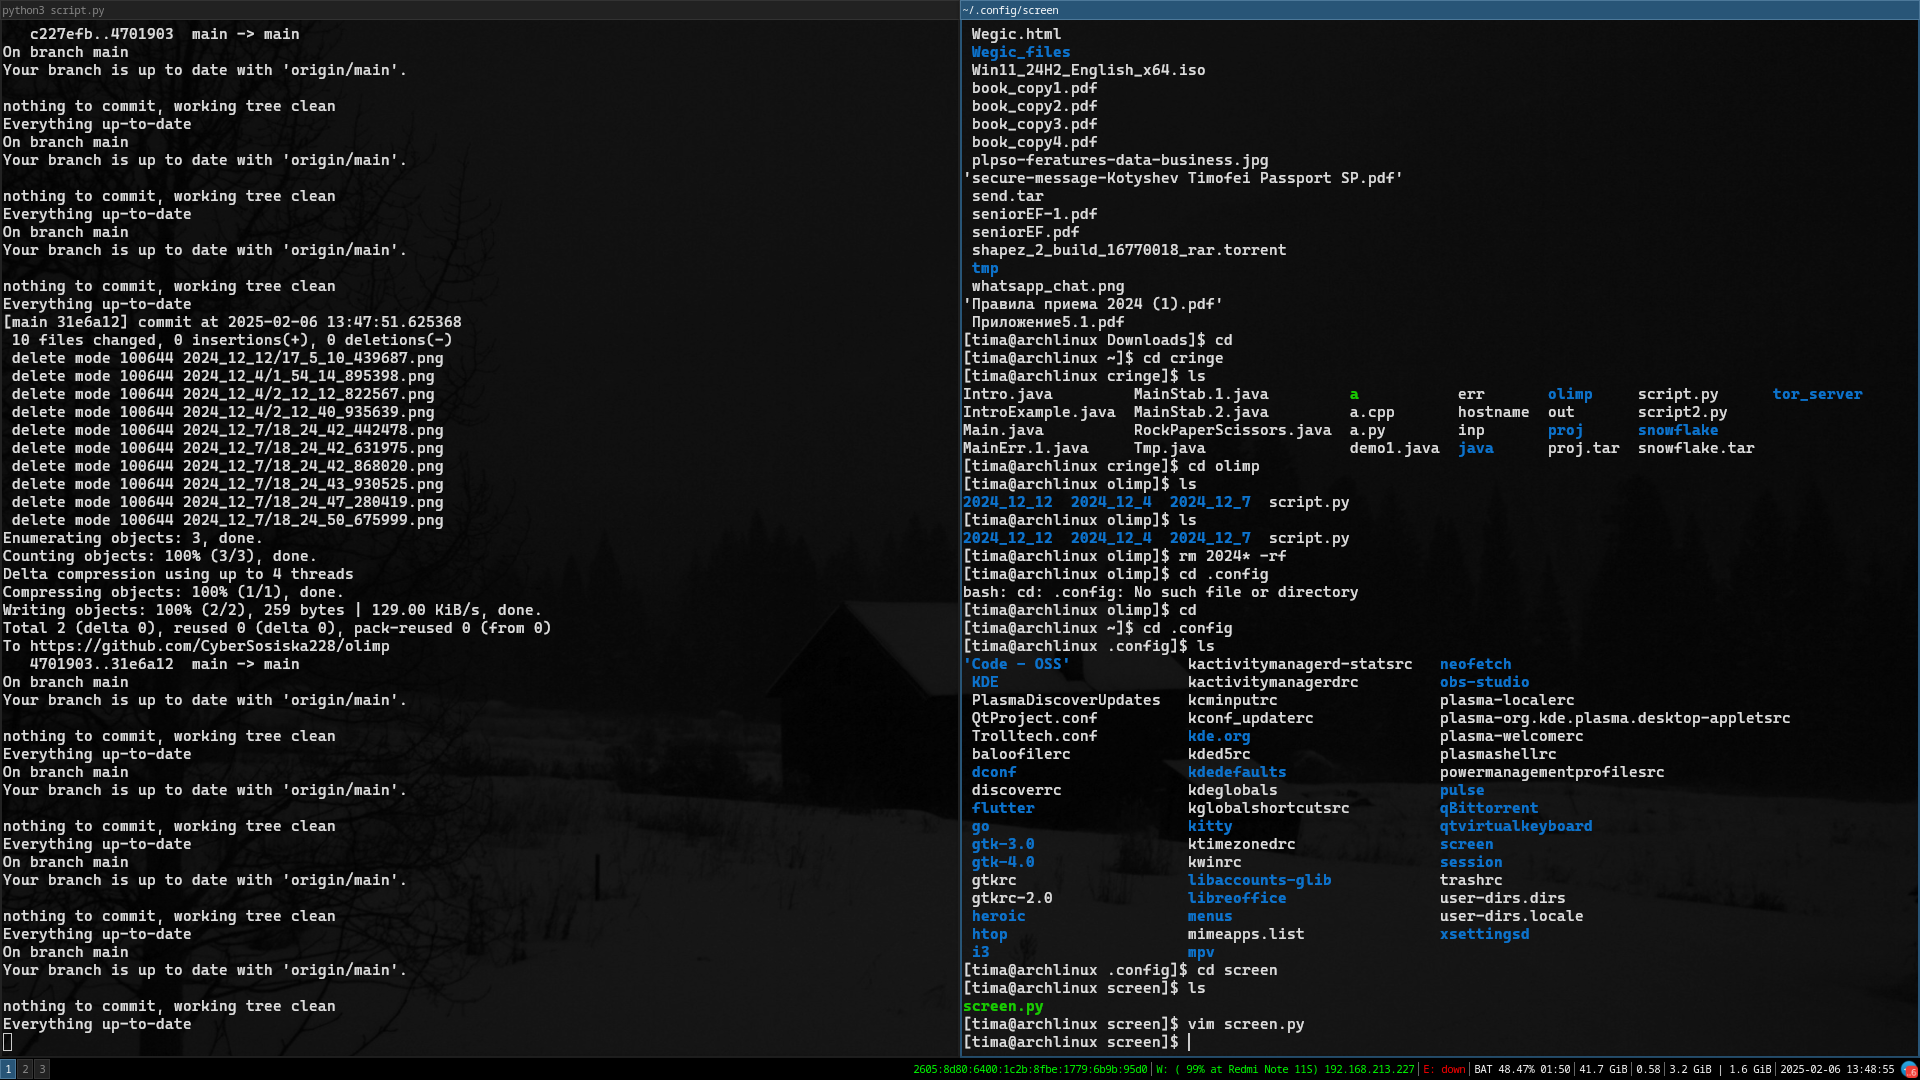 python3 script.py
   c227efb..4701903  main -> main
On branch main
Your branch is up to date with 'origin/main'.

nothing to commit, working tree clean
Everything up-to-date
On branch main
Your branch is up to date with 'origin/main'.

nothing to commit, working tree clean
Everything up-to-date
On branch main
Your branch is up to date with 'origin/main'.

nothing to commit, working tree clean
Everything up-to-date
[main 31e6a12] commit at 2025-02-06 13:47:51.625368
 10 files changed, 0 insertions(+), 0 deletions(-)
 delete mode 100644 2024_12_12/17_5_10_439687.png
 delete mode 100644 2024_12_4/1_54_14_895398.png
 delete mode 100644 2024_12_4/2_12_12_822567.png
 delete mode 100644 2024_12_4/2_12_40_935639.png
 delete mode 100644 2024_12_7/18_24_42_442478.png
 delete mode 100644 2024_12_7/18_24_42_631975.png
 delete mode 100644 2024_12_7/18_24_42_868020.png
 delete mode 100644 2024_12_7/18_24_43_930525.png
 delete mode 100644 2024_12_7/18_24_47_280419.png
 delete mode 100644 2024_12_7/18_24_50_675999.png
Enumerating objects: 3, done.
Counting objects: 100% (3/3), done.
Delta compression using up to 4 threads
Compressing objects: 100% (1/1), done.
Writing objects: 100% (2/2), 259 bytes | 129.00 KiB/s, done.
Total 2 (delta 0), reused 0 (delta 0), pack-reused 0 (from 0)
To https://github.com/CyberSosiska228/olimp
   4701903..31e6a12  main -> main
On branch main
Your branch is up to date with 'origin/main'.

nothing to commit, working tree clean
Everything up-to-date
On branch main
Your branch is up to date with 'origin/main'.

nothing to commit, working tree clean
Everything up-to-date
On branch main
Your branch is up to date with 'origin/main'.

nothing to commit, working tree clean
Everything up-to-date
On branch main
Your branch is up to date with 'origin/main'.

nothing to commit, working tree clean
Everything up-to-date
~/.config/screen
 Wegic.html
 Wegic_files
 Win11_24H2_English_x64.iso
 book_copy1.pdf
 book_copy2.pdf
 book_copy3.pdf
 book_copy4.pdf
 plpso-feratures-data-business.jpg
'secure-message-Kotyshev Timofei Passport SP.pdf'
 send.tar
 seniorEF-1.pdf
 seniorEF.pdf
 shapez_2_build_16770018_rar.torrent
 tmp
 whatsapp_chat.png
'Правила приема 2024 (1).pdf'
 Приложение5.1.pdf
[tima@archlinux Downloads]$ cd
[tima@archlinux ~]$ cd cringe
[tima@archlinux cringe]$ ls
Intro.java         MainStab.1.java         a           err       olimp     script.py      tor_server
IntroExample.java  MainStab.2.java         a.cpp       hostname  out       script2.py
Main.java          RockPaperScissors.java  a.py        inp       proj      snowflake
MainErr.1.java     Tmp.java                demo1.java  java      proj.tar  snowflake.tar
[tima@archlinux cringe]$ cd olimp
[tima@archlinux olimp]$ ls
2024_12_12  2024_12_4  2024_12_7  script.py
[tima@archlinux olimp]$ ls
2024_12_12  2024_12_4  2024_12_7  script.py
[tima@archlinux olimp]$ rm 2024* -rf
[tima@archlinux olimp]$ cd .config
bash: cd: .config: No such file or directory
[tima@archlinux olimp]$ cd
[tima@archlinux ~]$ cd .config
[tima@archlinux .config]$ ls
'Code - OSS'             kactivitymanagerd-statsrc   neofetch
 KDE                     kactivitymanagerdrc         obs-studio
 PlasmaDiscoverUpdates   kcminputrc                  plasma-localerc
 QtProject.conf          kconf_updaterc              plasma-org.kde.plasma.desktop-appletsrc
 Trolltech.conf          kde.org                     plasma-welcomerc
 baloofilerc             kded5rc                     plasmashellrc
 dconf                   kdedefaults                 powermanagementprofilesrc
 discoverrc              kdeglobals                  pulse
 flutter                 kglobalshortcutsrc          qBittorrent
 go                      kitty                       qtvirtualkeyboard
 gtk-3.0                 ktimezonedrc                screen
 gtk-4.0                 kwinrc                      session
 gtkrc                   libaccounts-glib            trashrc
 gtkrc-2.0               libreoffice                 user-dirs.dirs
 heroic                  menus                       user-dirs.locale
 htop                    mimeapps.list               xsettingsd
 i3                      mpv
[tima@archlinux .config]$ cd screen
[tima@archlinux screen]$ ls
screen.py
[tima@archlinux screen]$ vim screen.py
[tima@archlinux screen]$
1 2 3 2605:8d80:6400:1c2b:8fbe:1779:6b9b:95d0|W: ( 99% at Redmi Note 11S) 192.168.213.227|E: down|BAT 48.47% 01:50|41.7 GiB|0.58|3.2 GiB | 1.6 GiB|2025-02-06 13:48:55